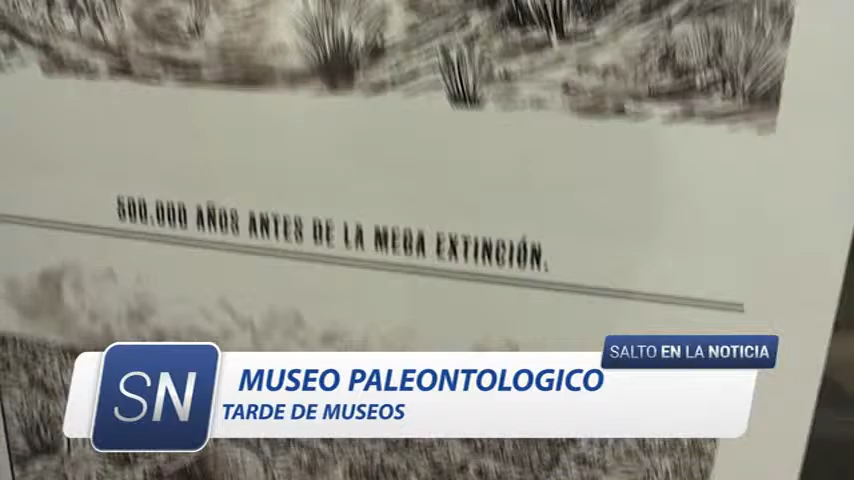 500.000 AÑOS ANTES DE LA MEGA EXTINCIÓN.
SALTO EN LA NOTICIA
SN
MUSEO PALEONTOLOGICO
TARDE DE MUSEOS